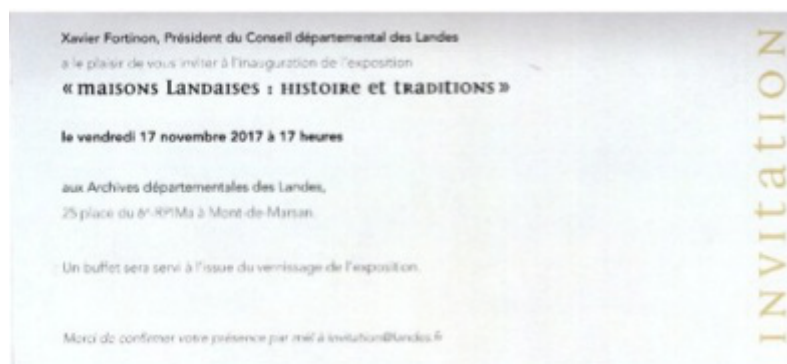 Xavier Fortinon, Président du Conseil départemental des Landes
a le plaisir de vous inviter à l'inauguration de l'exposition
« maisons Landaises : Histoire et traditions »
le vendredi 17 novembre 2017 à 17 heures
aux Archives départementales des Landes,
25 place du 6e RPIMa à Mont-de-Marsan.
Un buffet sera servi à l'issue du vernissage de l'exposition.
Merci de confirmer votre présence par mél à invitation@landes.fr
INVITATION